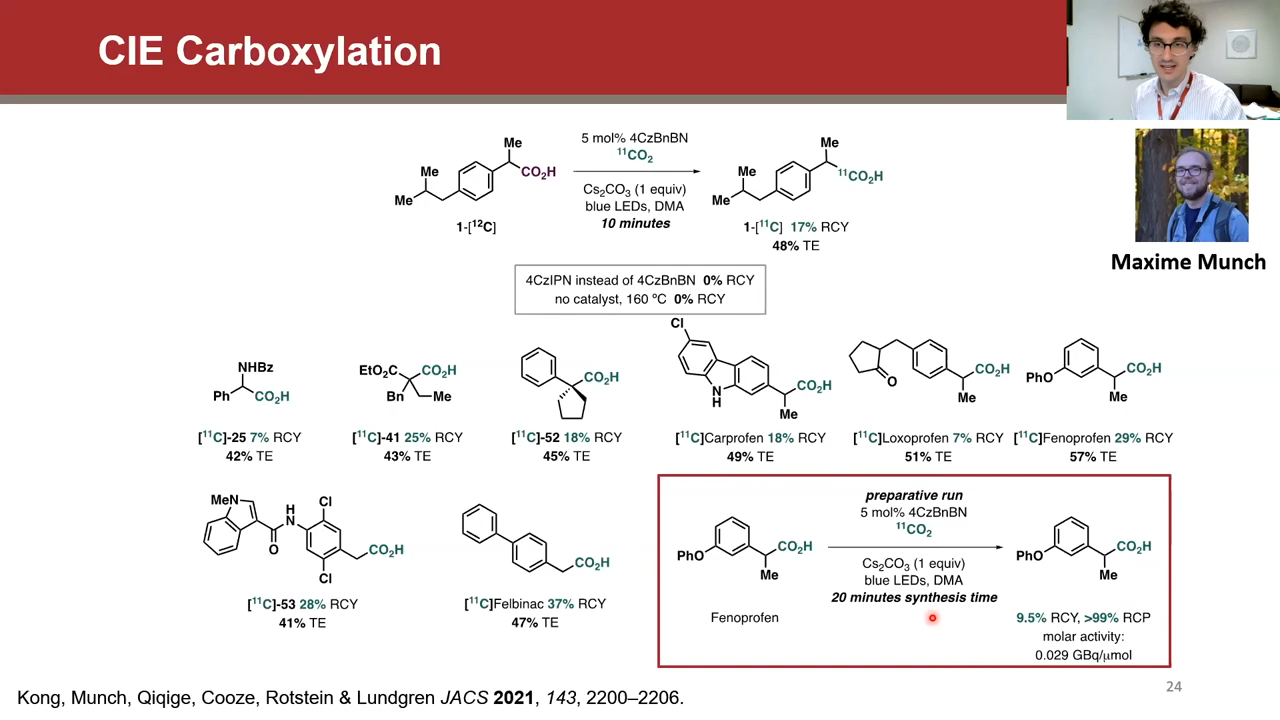 CIE Carboxylation
Me
CO₂H
Me
Me
1-[¹²C]
5 mol% 4CzBnBN
¹¹CO₂
Cs₂CO₃ (1 equiv)
blue LEDs, DMA
10 minutes
Me
¹¹CO₂H
Me
Me
1-[¹¹C] 17% RCY
48% TE
Maxime Munch
4CzIPN instead of 4CzBnBN 0% RCY
no catalyst, 160 ºC 0% RCY
NHBz
Ph
CO₂H
[¹¹C]-25 7% RCY
42% TE
EtO₂C
CO₂H
Bn
Me
[¹¹C]-41 25% RCY
43% TE
CO₂H
[¹¹C]-52 18% RCY
45% TE
Cl
N
H
CO₂H
Me
[¹¹C]Carprofen 18% RCY
49% TE
O
CO₂H
Me
[¹¹C]Loxoprofen 7% RCY
51% TE
PhO
CO₂H
Me
[¹¹C]Fenoprofen 29% RCY
57% TE
MeN
O
H
N
Cl
Cl
CO₂H
[¹¹C]-53 28% RCY
41% TE
CO₂H
[¹¹C]Felbinac 37% RCY
47% TE
PhO
CO₂H
Me
Fenoprofen
preparative run
5 mol% 4CzBnBN
¹¹CO₂
Cs₂CO₃ (1 equiv)
blue LEDs, DMA
20 minutes synthesis time
PhO
CO₂H
Me
9.5% RCY, >99% RCP
molar activity:
0.029 GBq/μmol
Kong, Munch, Qiqige, Cooze, Rotstein & Lundgren JACS 2021, 143, 2200–2206.
24